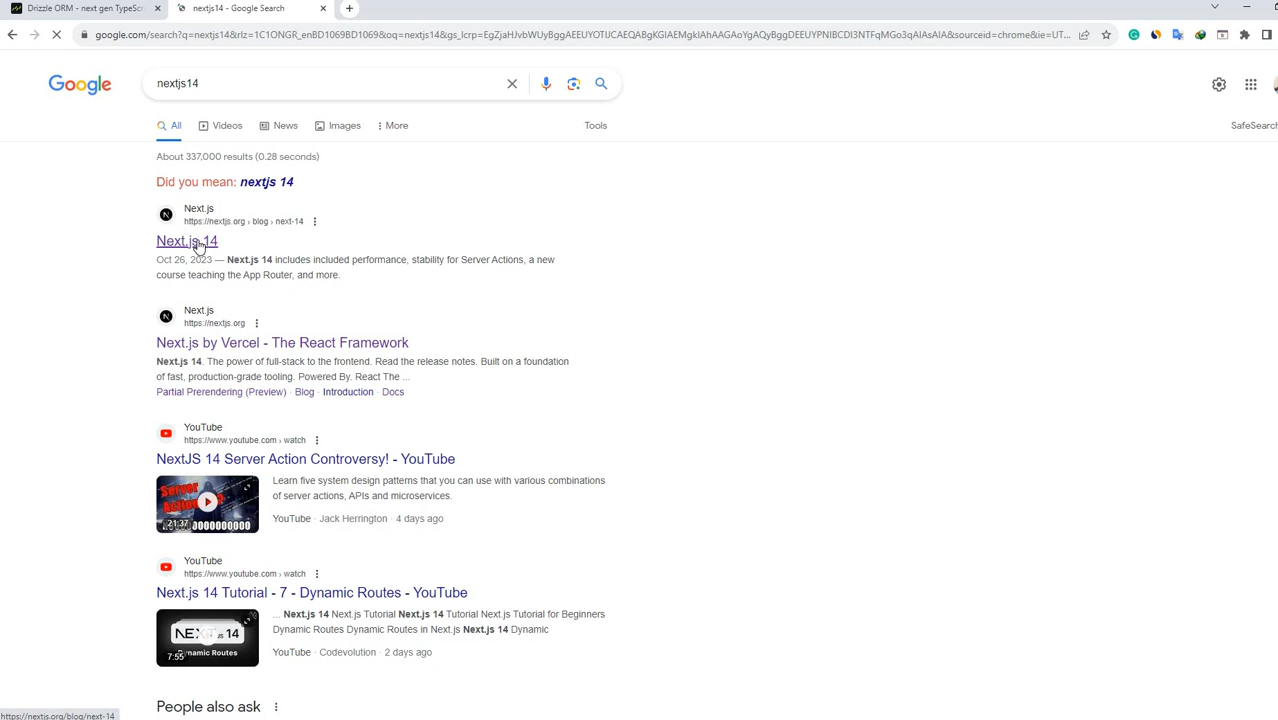 Drizzle ORM - next gen TypeScr
nextjs14 - Google Search
google.com/search?q=nextjs14&rlz=1C1ONGR_enBD1069BD1069&oq=nextjs14&gs_lcrp=EgZjaHJvbWUyBggAEEUYOTUCAEQABgKGIAEMgkIAhAAGAoYgAQyBggDEEUYPNIBCDI3NTFqMGo3qAIAsAIA&sourceid=chrome&ie=UT...
Google
nextjs14
All Videos News Images More Tools
SafeSearch
About 337,000 results (0.28 seconds)
Did you mean: nextjs 14
Next.js
https://nextjs.org › blog › next-14
Next.js 14
Oct 26, 2023 — Next.js 14 includes included performance, stability for Server Actions, a new
course teaching the App Router, and more.
Next.js
https://nextjs.org
Next.js by Vercel - The React Framework
Next.js 14. The power of full-stack to the frontend. Read the release notes. Built on a foundation
of fast, production-grade tooling. Powered By. React The ...
Partial Prerendering (Preview) · Blog · Introduction · Docs
YouTube
https://www.youtube.com › watch
NextJS 14 Server Action Controversy! - YouTube
Learn five system design patterns that you can use with various combinations
of server actions, APIs and microservices.
Server
21:37
YouTube · Jack Herrington · 4 days ago
YouTube
https://www.youtube.com › watch
Next.js 14 Tutorial - 7 - Dynamic Routes - YouTube
... Next.js 14 Next.js Tutorial Next.js 14 Tutorial Next.js Tutorial for Beginners
Dynamic Routes Dynamic Routes in Next.js Next.js 14 Dynamic
NEXT.js 14
Dynamic Routes
7:55
YouTube · Codevolution · 2 days ago
People also ask
https://nextjs.org/blog/next-14